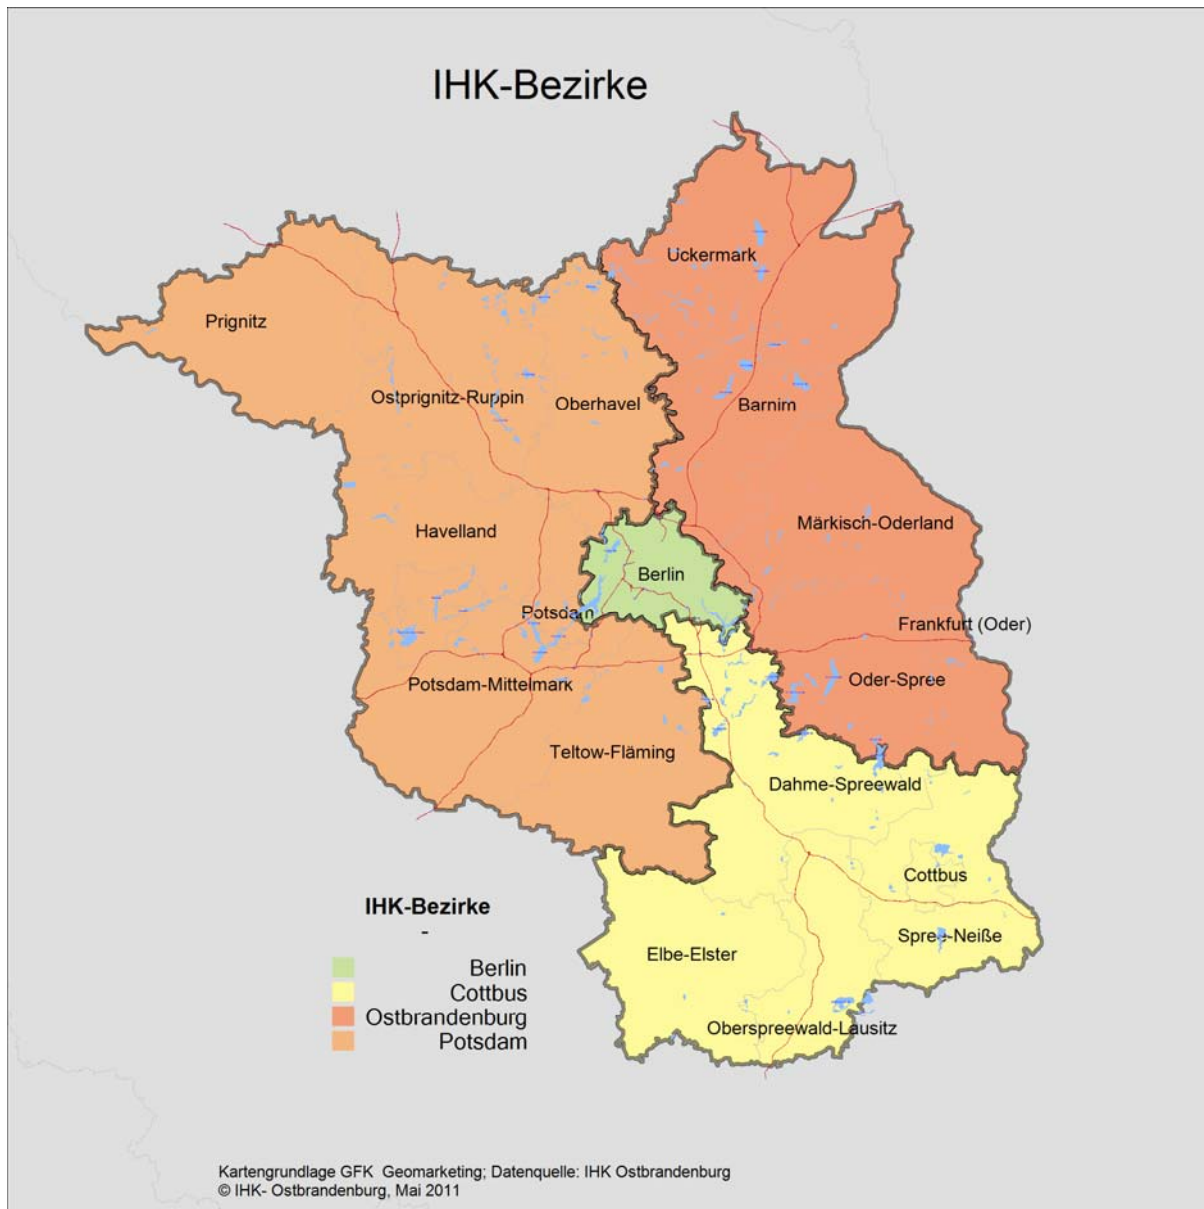 IHK-Bezirke
Uckermark
Prignitz
Ostprignitz-Ruppin
Oberhavel
Barnim
Havelland
Märkisch-Oderland
Berlin
Potsdam
Frankfurt (Oder)
Potsdam-Mittelmark
Oder-Spree
Teltow-Fläming
Dahme-Spreewald
Cottbus
Spree-Neiße
Elbe-Elster
Oberspreewald-Lausitz
IHK-Bezirke
-
Berlin
Cottbus
Ostbrandenburg
Potsdam
Kartengrundlage GFK Geomarketing; Datenquelle: IHK Ostbrandenburg
© IHK- Ostbrandenburg, Mai 2011